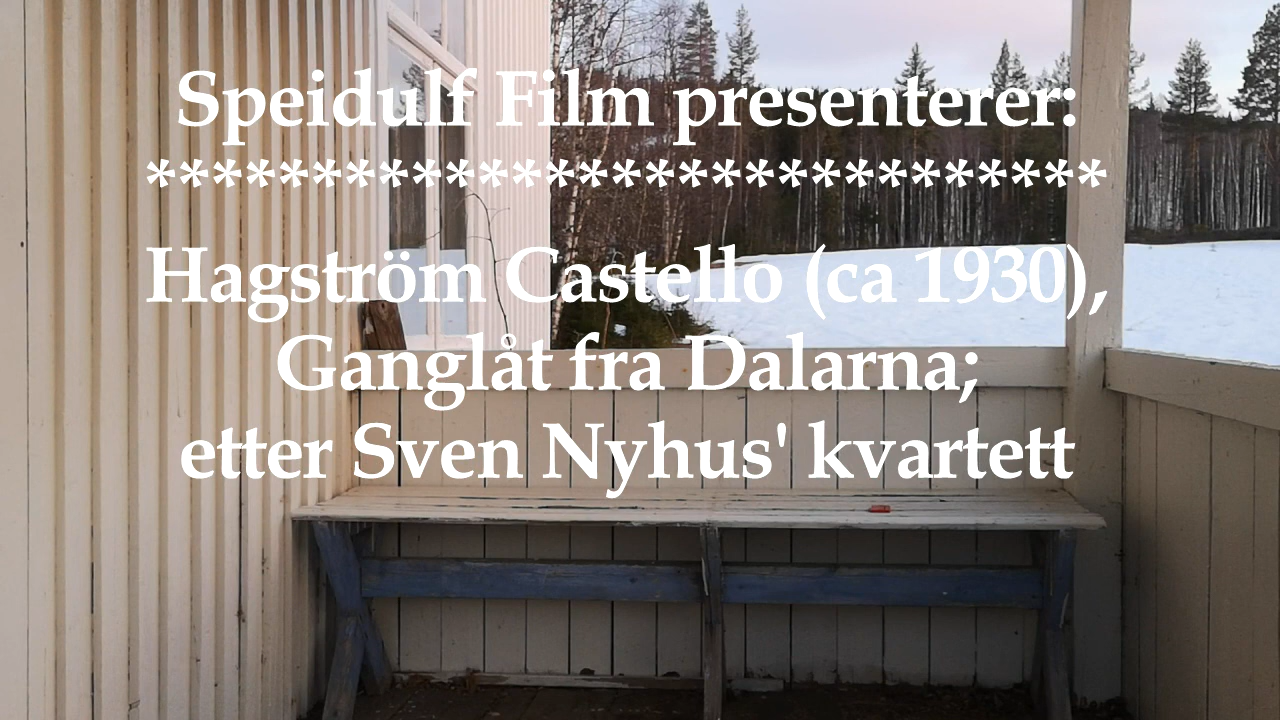 Speidulf Film presenterer:
*****************************
Hagström Castello (ca 1930),
Ganglåt fra Dalarna;
etter Sven Nyhus' kvartett